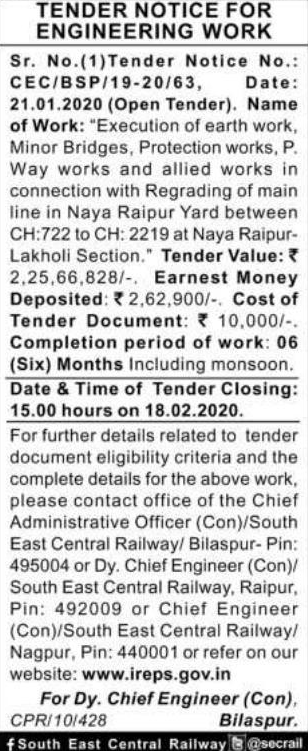 TENDER NOTICE FOR
ENGINEERING WORK
Sr. No.(1)Tender Notice No.:
CEC/BSP/19-20/63, Date:
21.01.2020 (Open Tender). Name
of Work: “Execution of earth work,
Minor Bridges, Protection works, P.
Way works and allied works in
connection with Regrading of main
line in Naya Raipur Yard between
CH:722 to CH: 2219 at Naya Raipur-
Lakholi Section.” Tender Value: ₹
2,25,66,828/-. Earnest Money
Deposited: ₹ 2,62,900/-. Cost of
Tender Document: ₹ 10,000/-.
Completion period of work: 06
(Six) Months Including monsoon.
Date & Time of Tender Closing:
15.00 hours on 18.02.2020.
For further details related to tender
document eligibility criteria and the
complete details for the above work,
please contact office of the Chief
Administrative Officer (Con)/South
East Central Railway/ Bilaspur- Pin:
495004 or Dy. Chief Engineer (Con)/
South East Central Railway, Raipur,
Pin: 492009 or Chief Engineer
(Con)/South East Central Railway/
Nagpur, Pin: 440001 or refer on our
website: www.ireps.gov.in
For Dy. Chief Engineer (Con),
CPR/10/428 Bilaspur.
f South East Central Railway @secrail